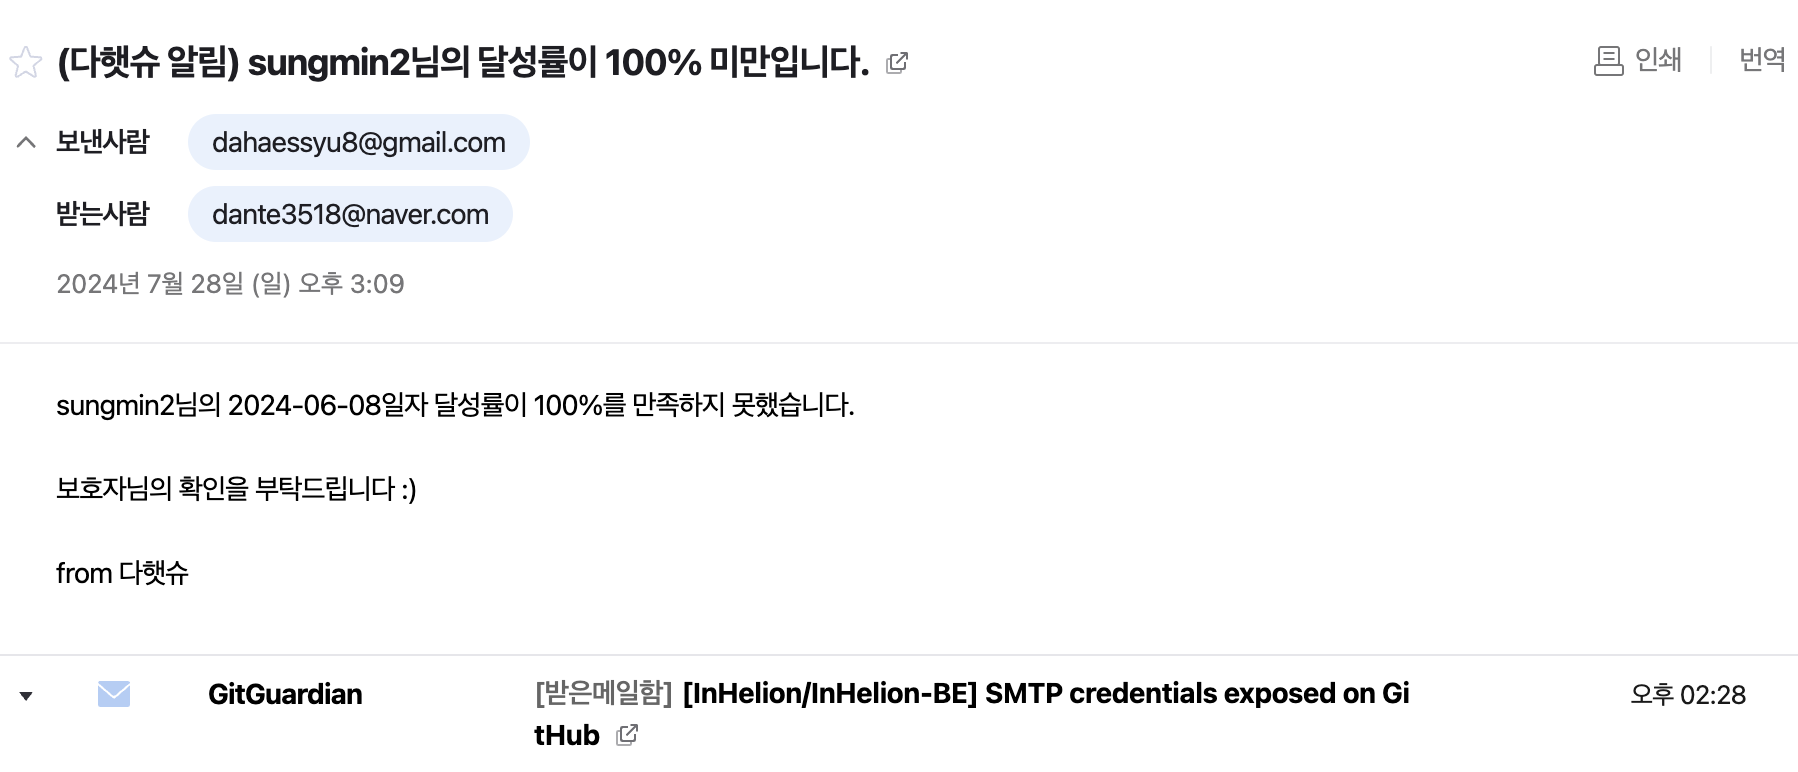 (다햇슈 알림) sungmin2님의 달성률이 100% 미만입니다.
인쇄
번역
보낸사람 dahaessyu8@gmail.com
받는사람 dante3518@naver.com
2024년 7월 28일 (일) 오후 3:09
sungmin2님의 2024-06-08일자 달성률이 100%를 만족하지 못했습니다.
보호자님의 확인을 부탁드립니다 :)
from 다햇슈
GitGuardian [받은메일함] [InHelion/InHelion-BE] SMTP credentials exposed on Gi 오후 02:28
tHub